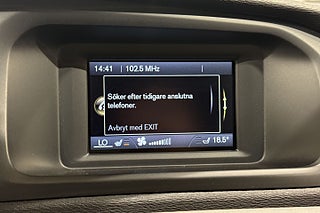 14:41 102.5 MHz
Söker efter tidigare anslutna
telefoner.
Avbryt med EXIT
LO 18.5°